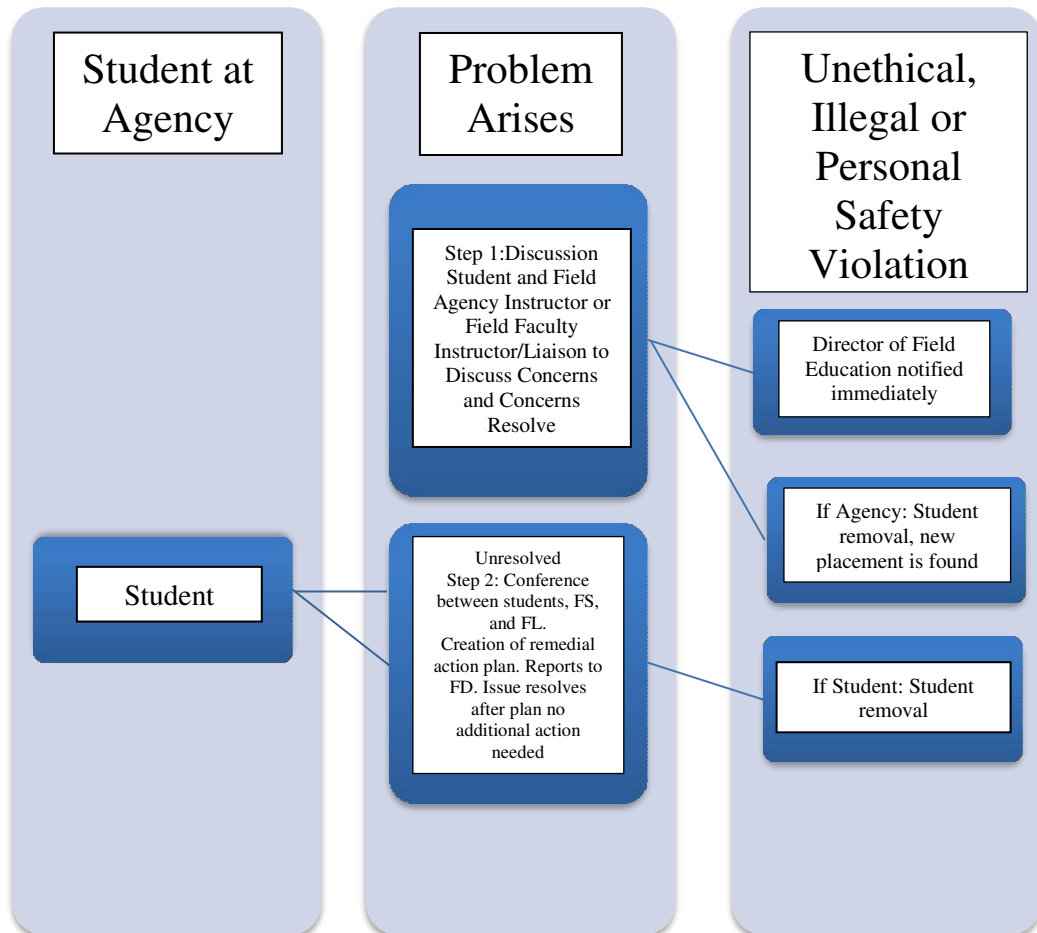 Student at
Agency
Student
Problem
Arises
Step 1:Discussion
Student and Field
Agency Instructor or
Field Faculty
Instructor/Liaison to
Discuss Concerns
and Concerns
Resolve
Unresolved
Step 2: Conference
between students, FS,
and FL.
Creation of remedial
action plan. Reports to
FD. Issue resolves
after plan no
additional action
needed
Unethical,
Illegal or
Personal
Safety
Violation
Director of Field
Education notified
immediately
If Agency: Student
removal, new
placement is found
If Student: Student
removal